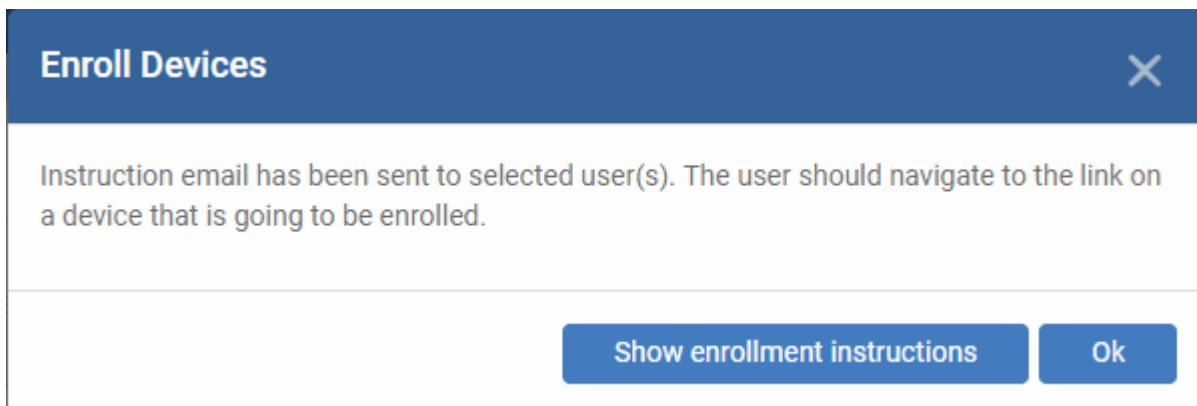 Enroll Devices
Instruction email has been sent to selected user(s). The user should navigate to the link on
a device that is going to be enrolled.
Show enrollment instructions
Ok